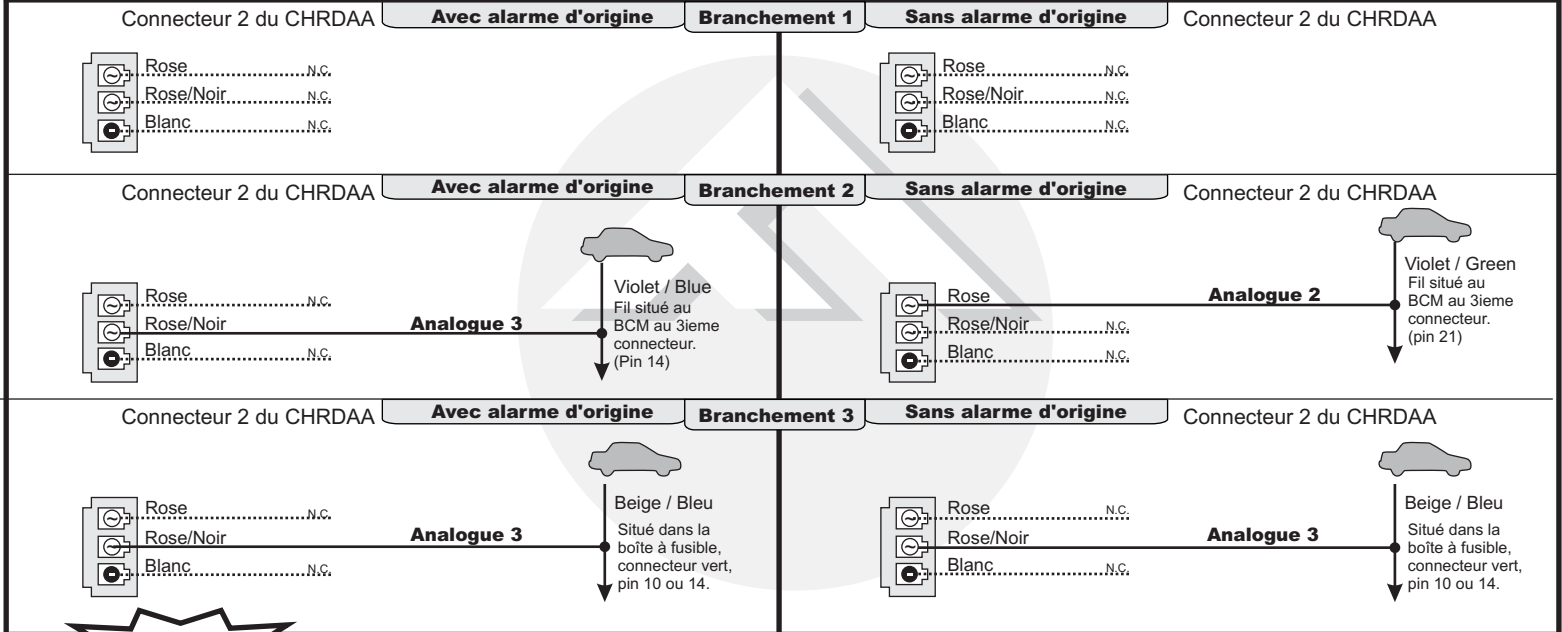 Connecteur 2 du CHRDAA Avec alarme d'origine Branchement 1 Sans alarme d'origine Connecteur 2 du CHRDAA
Rose N.C.
Rose/Noir N.C.
Blanc N.C.
Rose N.C.
Rose/Noir N.C.
Blanc N.C.
Connecteur 2 du CHRDAA Avec alarme d'origine Branchement 2 Sans alarme d'origine Connecteur 2 du CHRDAA
Rose N.C.
Rose/Noir Analogue 3
Blanc N.C.
Violet / Blue
Fil situé au
BCM au 3ieme
connecteur.
(Pin 14)
Rose Analogue 2
Rose/Noir N.C.
Blanc N.C.
Violet / Green
Fil situé au
BCM au 3ieme
connecteur.
(pin 21)
Connecteur 2 du CHRDAA Avec alarme d'origine Branchement 3 Sans alarme d'origine Connecteur 2 du CHRDAA
Rose N.C.
Rose/Noir Analogue 3
Blanc N.C.
Beige / Bleu
Situé dans la
boîte à fusible,
connecteur vert,
pin 10 ou 14.
Rose N.C.
Rose/Noir Analogue 3
Blanc N.C.
Beige / Bleu
Situé dans la
boîte à fusible,
connecteur vert,
pin 10 ou 14.